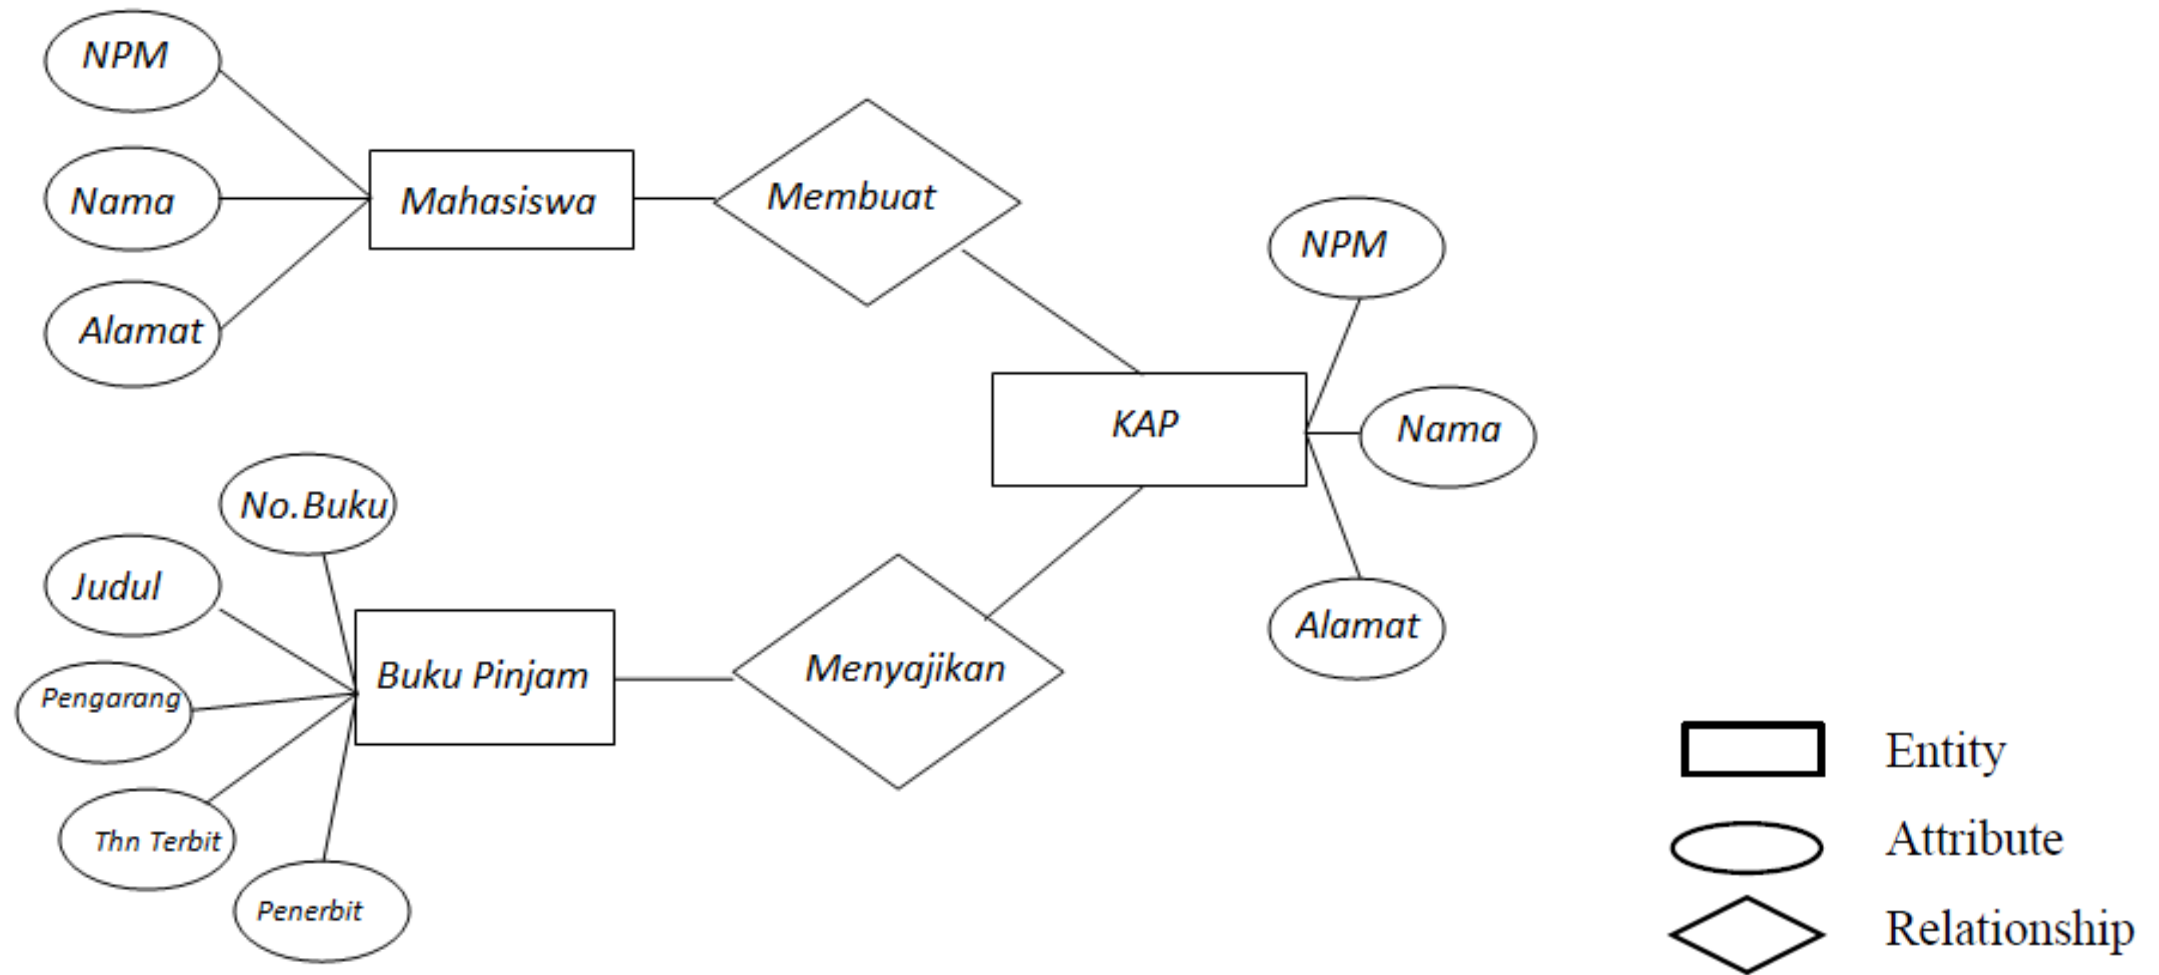 NPM
Nama
Alamat
Mahasiswa
Membuat
NPM
Nama
Alamat
KAP
No.Buku
Judul
Pengarang
Thn Terbit
Penerbit
Buku Pinjam
Menyajikan
Entity
Attribute
Relationship